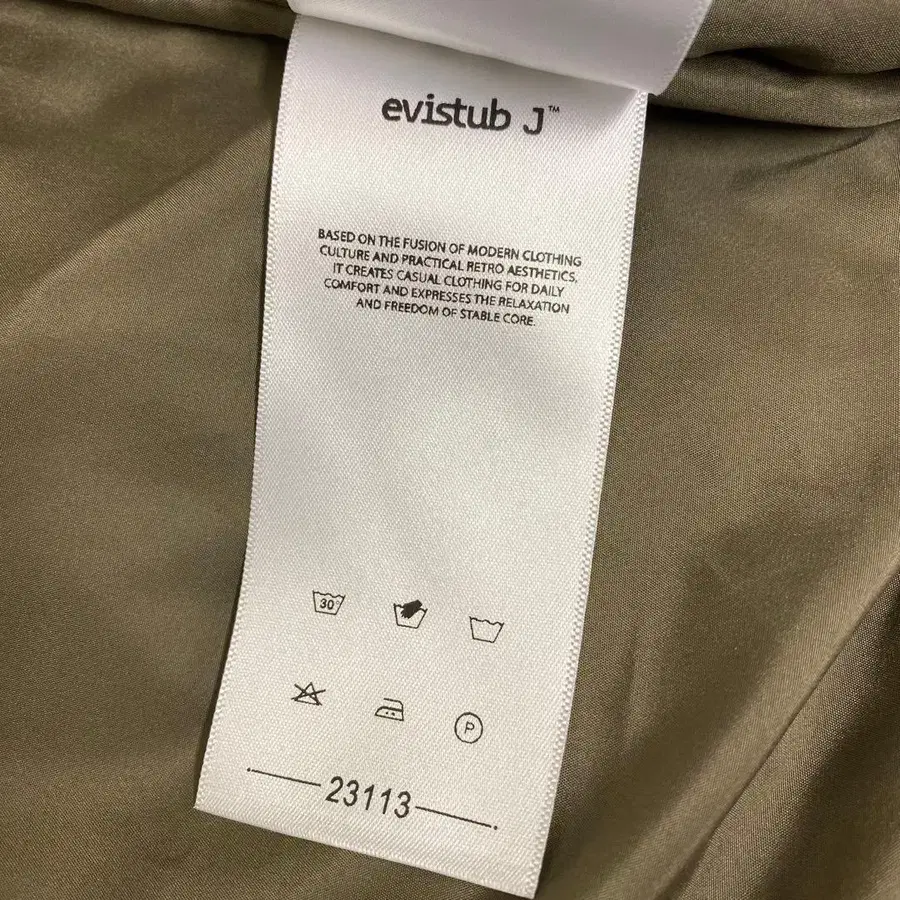 evistub J™
BASED ON THE FUSION OF MODERN CLOTHING
CULTURE AND PRACTICAL RETRO AESTHETICS,
IT CREATES CASUAL CLOTHING FOR DAILY
COMFORT AND EXPRESSES THE RELAXATION
AND FREEDOM OF STABLE CORE.
30°
P
23113